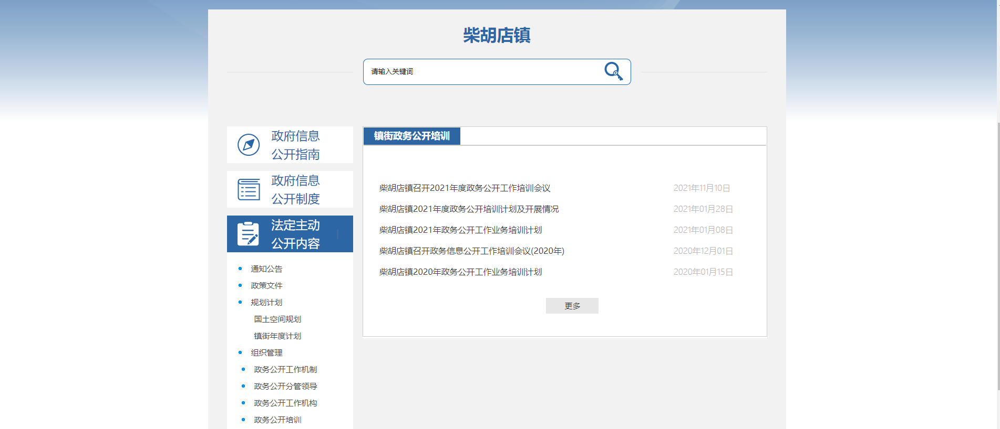 柴胡店镇
请输入关键词
政府信息
公开指南
政府信息
公开制度
法定主动
公开内容
通知公告
政策文件
规划计划
国土空间规划
镇街年度计划
组织管理
政务公开工作机制
政务公开分管领导
政务公开工作机构
政务公开培训
镇街政务公开培训
柴胡店镇召开2021年度政务公开工作培训会议 2021年11月10日
柴胡店镇2021年度政务公开培训计划及开展情况 2021年01月28日
柴胡店镇2021年政务公开工作业务培训计划 2021年01月08日
柴胡店镇召开政务信息公开工作培训会议(2020年) 2020年12月01日
柴胡店镇2020年政务公开工作业务培训计划 2020年01月15日
更多